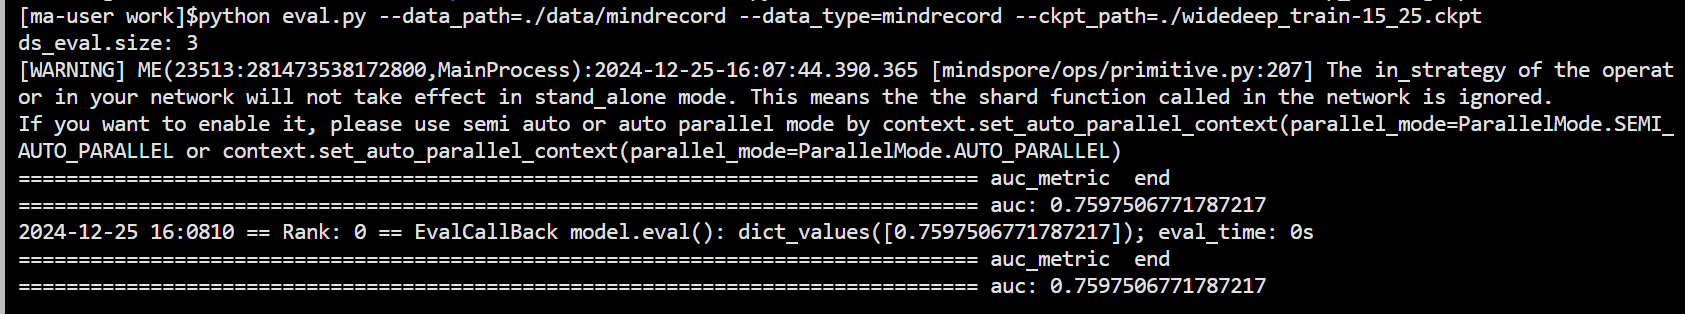 [ma-user work]$python eval.py --data_path=./data/mindrecord --data_type=mindrecord --ckpt_path=./widedeep_train-15_25.ckpt
ds_eval.size: 3
[WARNING] ME(23513:281473538172800,MainProcess):2024-12-25-16:07:44.390.365 [mindspore/ops/primitive.py:207] The in_strategy of the operat
or in your network will not take effect in stand_alone mode. This means the the shard function called in the network is ignored.
If you want to enable it, please use semi auto or auto parallel mode by context.set_auto_parallel_context(parallel_mode=ParallelMode.SEMI_
AUTO_PARALLEL or context.set_auto_parallel_context(parallel_mode=ParallelMode.AUTO_PARALLEL)
================================================================================ auc_metric  end
================================================================================ auc: 0.7597506771787217
2024-12-25 16:0810 == Rank: 0 == EvalCallBack model.eval(): dict_values([0.7597506771787217]); eval_time: 0s
================================================================================ auc_metric  end
================================================================================ auc: 0.7597506771787217